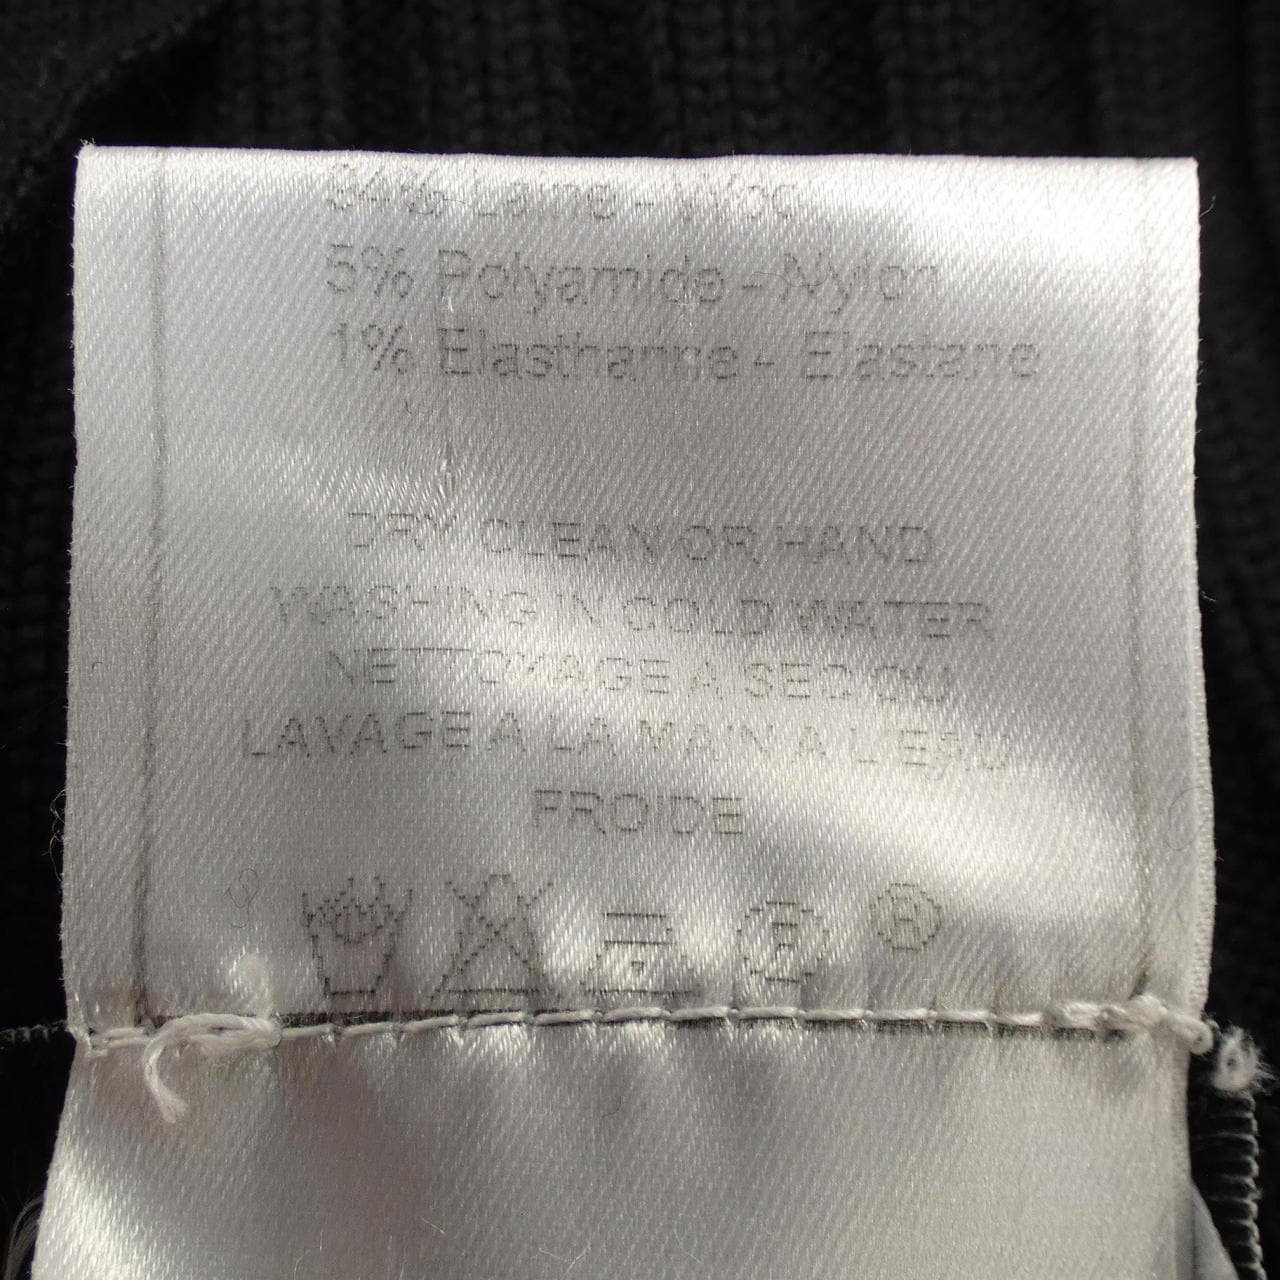 94% Laine - Woo
5% Polyamide - Nylon
1% Elasthanne - Elastane
DRY CLEAN OR HAND
WASHING IN COLD WATER
NETTOYAGE A SEC OU
LAVAGE A LA MAIN A L'EAU
FROIDE